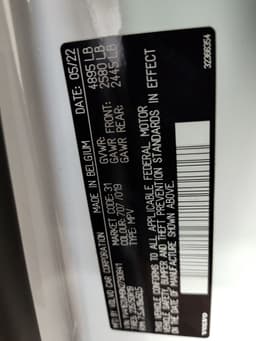 VOLVO CAR CORPORATION
MADE IN BELGIUM DATE: 05/22
GVWR: 4895 LB
GAWR FRONT: 2580 LB
GAWR REAR: 2445 LB
MARKET CODE: 31
COLOUR: 707/019
TYPE: MPV
THIS VEHICLE CONFORMS TO ALL APPLICABLE FEDERAL MOTOR
VEHICLE SAFETY, BUMPER AND THEFT PREVENTION STANDARDS IN EFFECT
ON THE DATE OF MANUFACTURE SHOWN ABOVE.
VOLVO
32366354